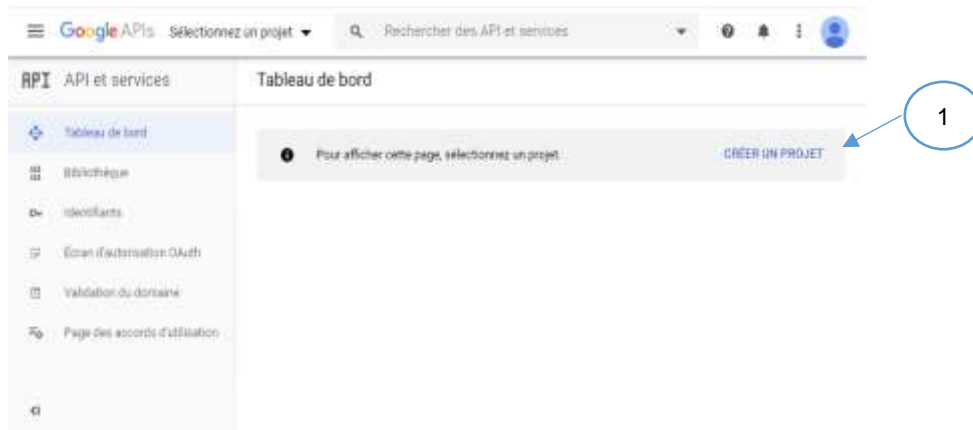 Google APIs Sélectionnez un projet Rechercher des API et services
API API et services Tableau de bord
1
Tableau de bord
Pour afficher cette page, sélectionnez un projet. CRÉER UN PROJET
Bibliothèque
Identifiants
Écran d'autorisation OAuth
Validation du domaine
Page des accords d'utilisation